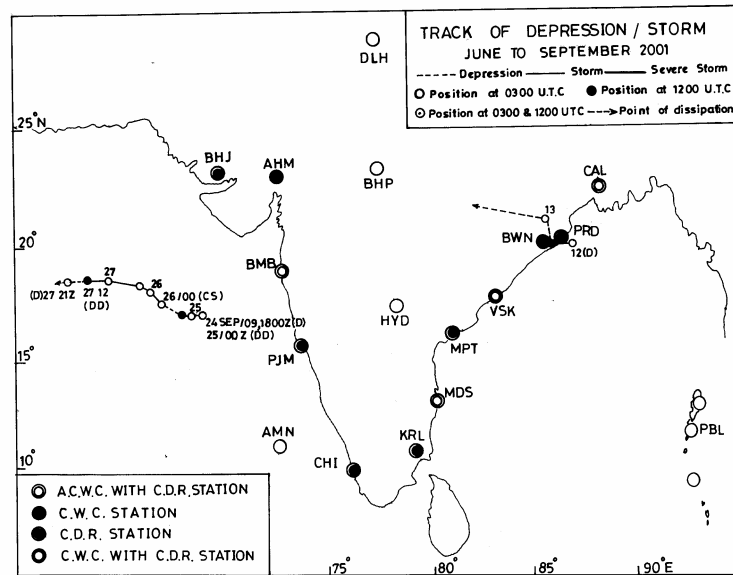 TRACK OF DEPRESSION / STORM
JUNE TO SEPTEMBER 2001
Depression Storm Severe Storm
Position at 0300 U.T.C Position at 1200 U.T.C
Position at 0300 & 1200 UTC Point of dissipation
DLH
25°N
BHJ
AHM
BHP
CAL
13
BWN
PRD
12(D)
20°
BMB
27
26
(D)27 21Z
27 12
(DD)
26/00 (CS)
25
24 SEP/09,1800Z(D)
25/00 Z (DD)
HYD
VSK
15°
PJM
MPT
MDS
AMN
KRL
PBL
10°
CHI
A.C.W.C. WITH C.D.R. STATION
C.W.C. STATION
C.D.R. STATION
C.W.C. WITH C.D.R. STATION
75°
80°
85°
90°E